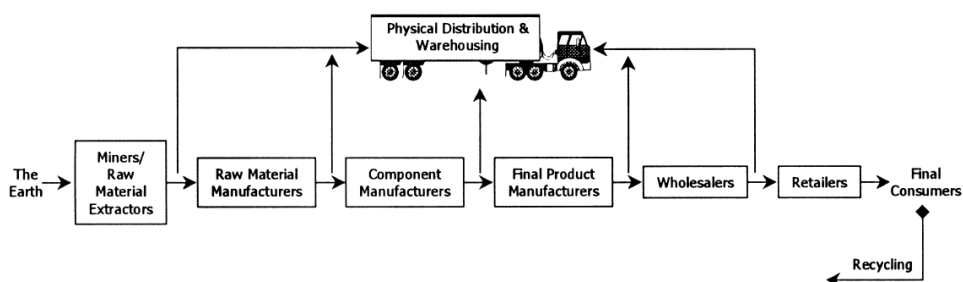 Physical Distribution &
Warehousing
The
Earth
Miners/
Raw
Material
Extractors
Raw Material
Manufacturers
Component
Manufacturers
Final Product
Manufacturers
Wholesalers
Retailers
Final
Consumers
Recycling